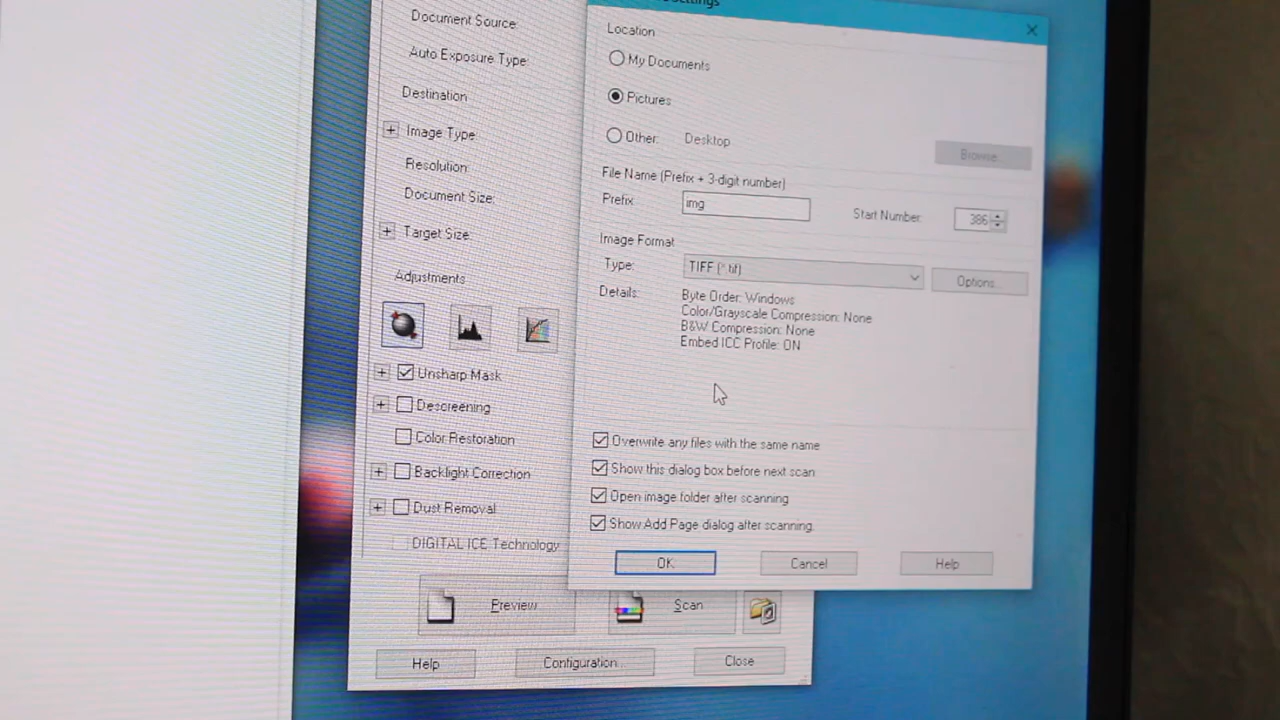 Settings
Location
My Documents
Pictures
Other: Desktop
Browse...
File Name (Prefix + 3-digit number)
Prefix: img
Start Number: 386
Image Format
Type: TIFF (*.tif)
Options...
Details:
Byte Order: Windows
Color/Grayscale Compression: None
B&W Compression: None
Embed ICC Profile: ON
Overwrite any files with the same name
Show this dialog box before next scan
Open image folder after scanning
Show Add Page dialog after scanning.
OK
Cancel
Help
Document Source:
Auto Exposure Type:
Destination
Image Type:
Resolution:
Document Size:
Target Size:
Adjustments
Unsharp Mask
Descreening
Color Restoration
Backlight Correction
Dust Removal
DIGITAL ICE Technology
Preview
Scan
Help
Configuration...
Close